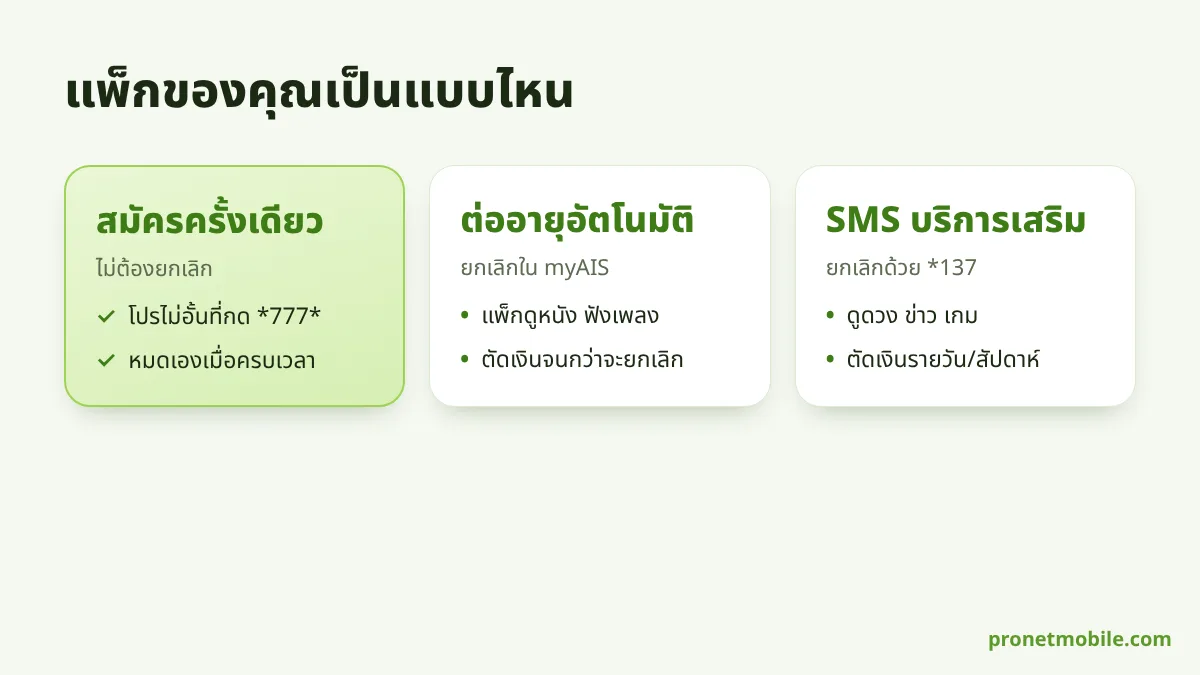 แพ็กของคุณเป็นแบบไหน
สมัครครั้งเดียว
ไม่ต้องยกเลิก
โปรไม่อั้นที่กด *777*
หมดเองเมื่อครบเวลา
ต่ออายุอัตโนมัติ
ยกเลิกใน myAIS
แพ็กดูหนัง ฟังเพลง
ตัดเงินจนกว่าจะยกเลิก
SMS บริการเสริม
ยกเลิกด้วย *137
ดูดวง ข่าว เกม
ตัดเงินรายวัน/สัปดาห์
pronetmobile.com